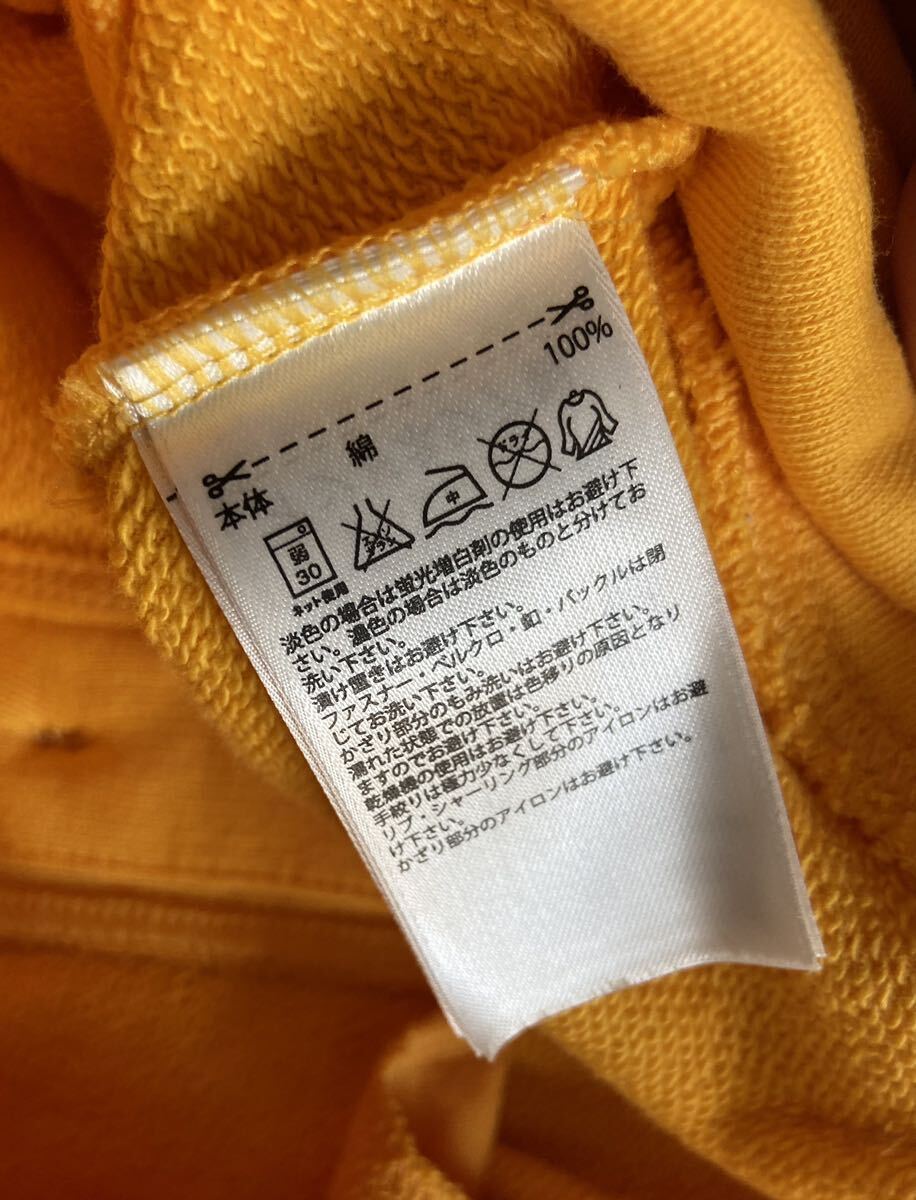 本体 綿 100%
弱
30
ネット使用
エンソ
サラシ
中
ドライ
淡色の場合は蛍光増白剤の使用はお避け下
さい。濃色の場合は淡色のものと分けてお
洗い下さい。
漬け置きはお避け下さい。
ファスナー・ベルクロ・釦・バックルは閉
じてお洗い下さい。
かざり部分のもみ洗いはお避け下さい。
濡れた状態での放置は色移りの原因となり
ますのでお避け下さい。
乾燥機の使用はお避け下さい。
手絞りは極力少なくして下さい。
リブ・シャーリング部分のアイロンはお避
け下さい。
かざり部分のアイロンはお避け下さい。